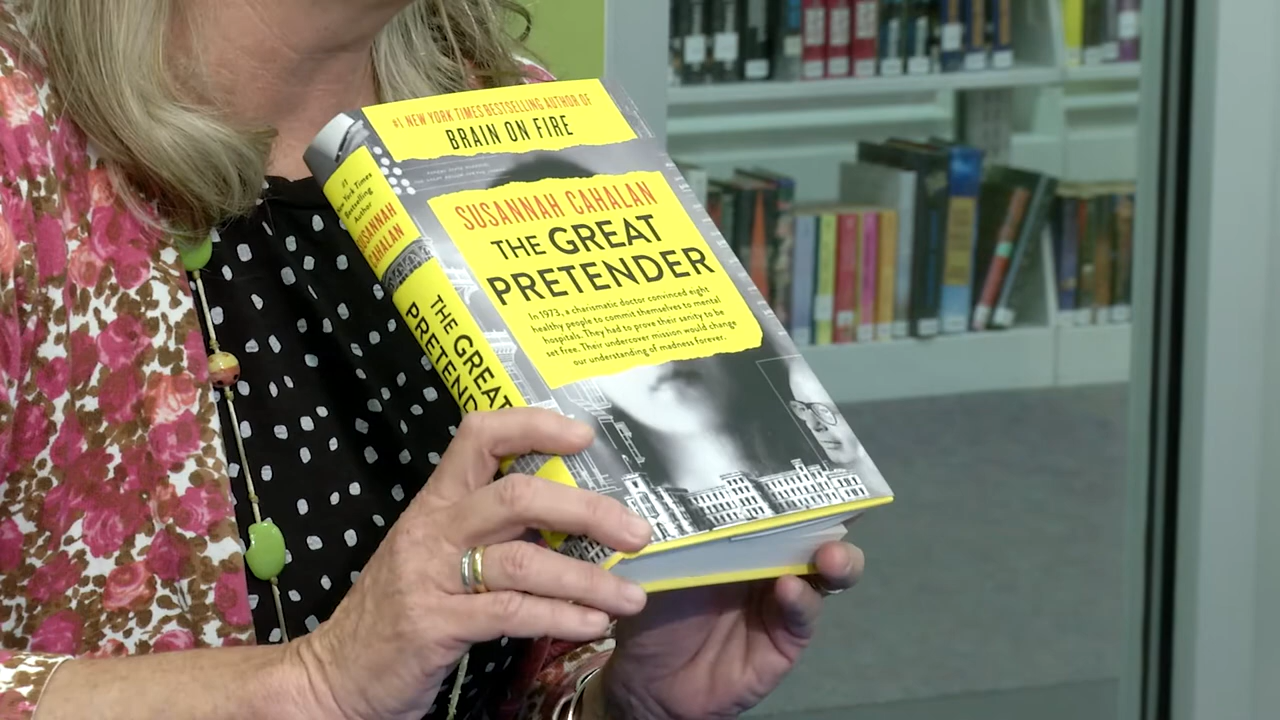 #1 NEW YORK TIMES BESTSELLING AUTHOR OF
BRAIN ON FIRE
SUSANNAH CAHALAN
THE GREAT
PRETENDER
In 1973, a charismatic doctor convinced eight
healthy people to commit themselves to mental
hospitals. They had to prove their sanity to be
set free. Their undercover mission would change
our understanding of madness forever.
#1
New York Times
Bestselling
Author
SUSANNAH
CAHALAN
THE GREAT
PRETEND